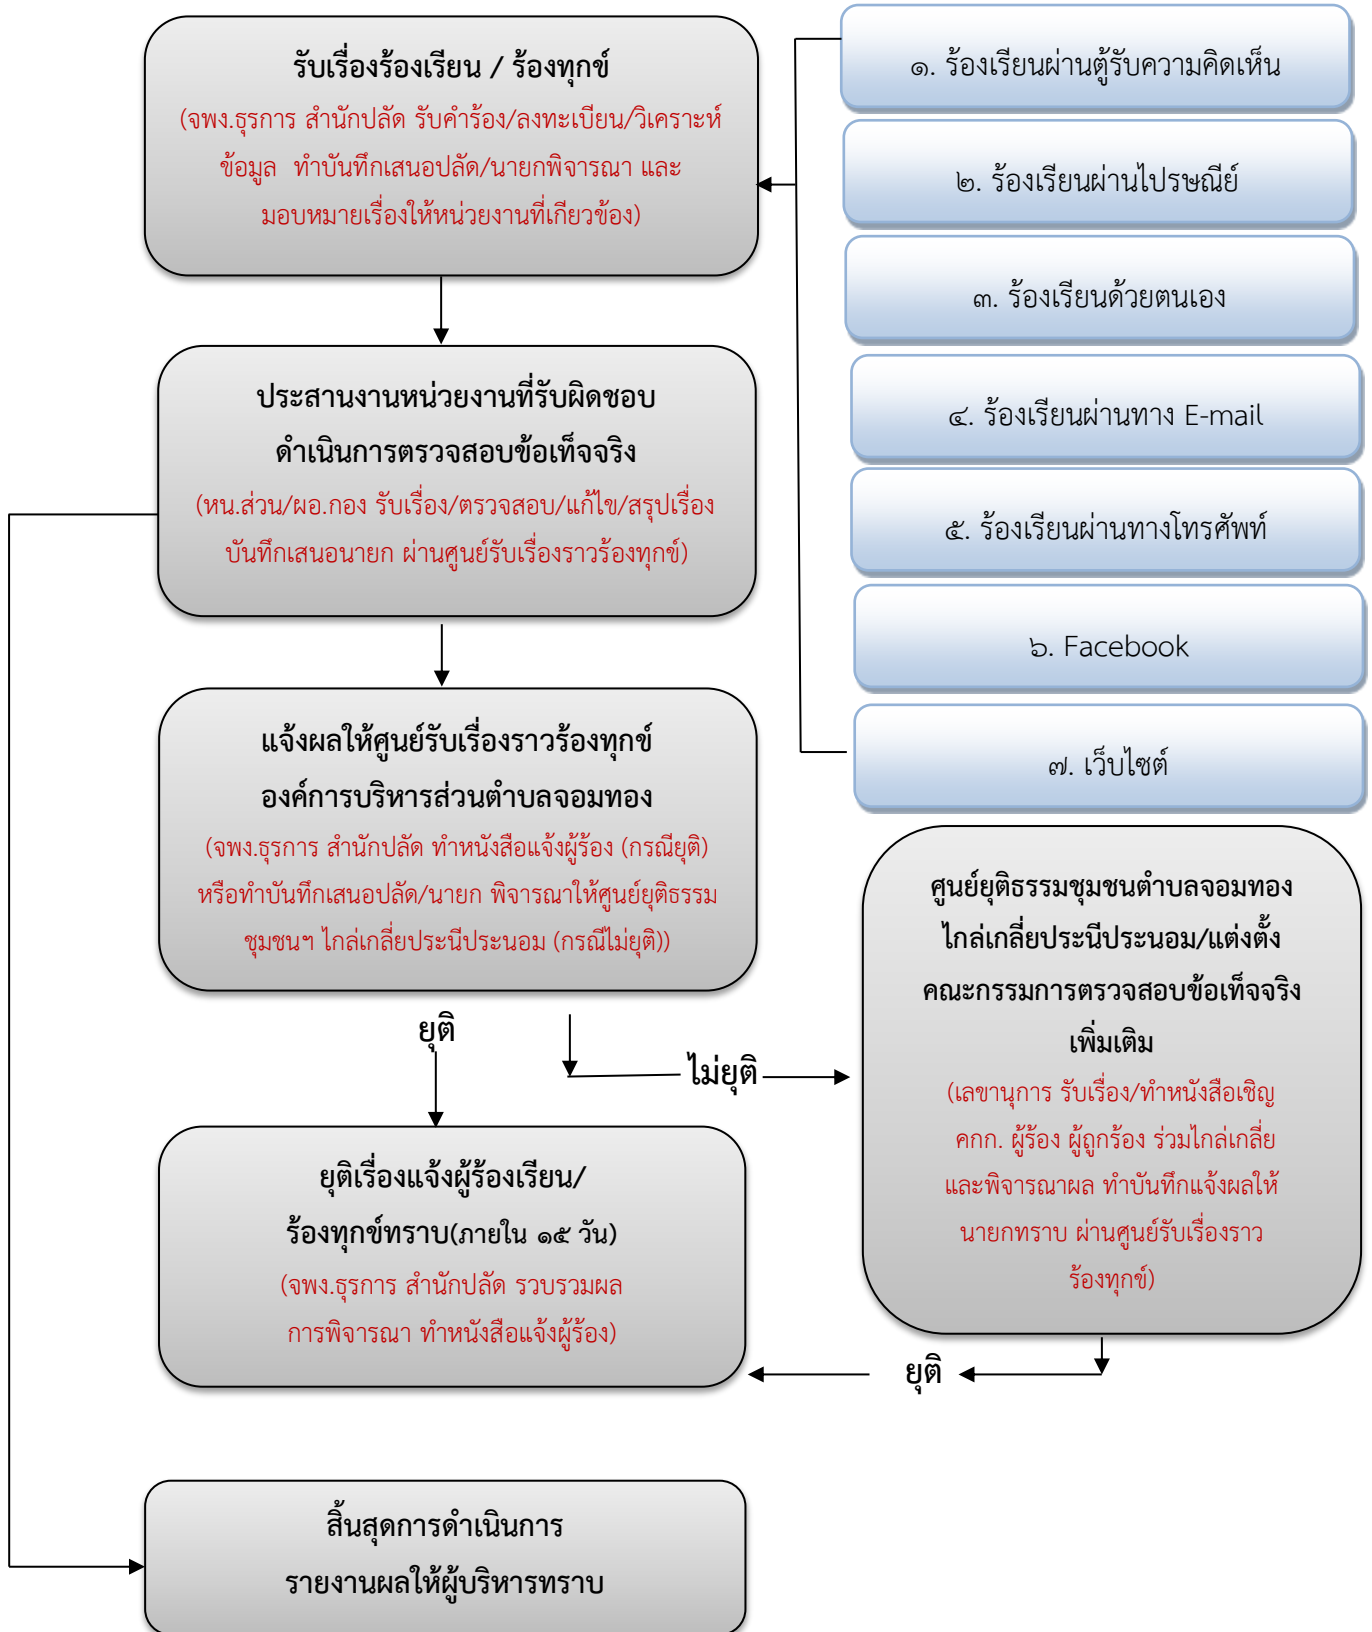 รับเรื่องร้องเรียน / ร้องทุกข์
(จพง.ธุรการ สำนักปลัด รับคำร้อง/ลงทะเบียน/วิเคราะห์
ข้อมูล ทำบันทึกเสนอปลัด/นายกพิจารณา และ
มอบหมายเรื่องให้หน่วยงานที่เกียวข้อง)
๑. ร้องเรียนผ่านตู้รับความคิดเห็น
๒. ร้องเรียนผ่านไปรษณีย์
๓. ร้องเรียนด้วยตนเอง
๔. ร้องเรียนผ่านทาง E-mail
๕. ร้องเรียนผ่านทางโทรศัพท์
๖. Facebook
๗. เว็บไซต์
ประสานงานหน่วยงานที่รับผิดชอบ
ดำเนินการตรวจสอบข้อเท็จจริง
(หน.ส่วน/ผอ.กอง รับเรื่อง/ตรวจสอบ/แก้ไข/สรุปเรื่อง
บันทึกเสนอนายก ผ่านศูนย์รับเรื่องราวร้องทุกข์)
แจ้งผลให้ศูนย์รับเรื่องราวร้องทุกข์
องค์การบริหารส่วนตำบลจอมทอง
(จพง.ธุรการ สำนักปลัด ทำหนังสือแจ้งผู้ร้อง (กรณียุติ)
หรือทำบันทึกเสนอปลัด/นายก พิจารณาให้ศูนย์ยุติธรรม
ชุมชนฯ ไกล่เกลี่ยประนีประนอม (กรณีไม่ยุติ))
ยุติ
ไม่ยุติ
ศูนย์ยุติธรรมชุมชนตำบลจอมทอง
ไกล่เกลี่ยประนีประนอม/แต่งตั้ง
คณะกรรมการตรวจสอบข้อเท็จจริง
เพิ่มเติม
(เลขานุการ รับเรื่อง/ทำหนังสือเชิญ
คกก. ผู้ร้อง ผู้ถูกร้อง ร่วมไกล่เกลี่ย
และพิจารณาผล ทำบันทึกแจ้งผลให้
นายกทราบ ผ่านศูนย์รับเรื่องราว
ร้องทุกข์)
ยุติเรื่องแจ้งผู้ร้องเรียน/
ร้องทุกข์ทราบ(ภายใน ๑๕ วัน)
(จพง.ธุรการ สำนักปลัด รวบรวมผล
การพิจารณา ทำหนังสือแจ้งผู้ร้อง)
ยุติ
สิ้นสุดการดำเนินการ
รายงานผลให้ผู้บริหารทราบ